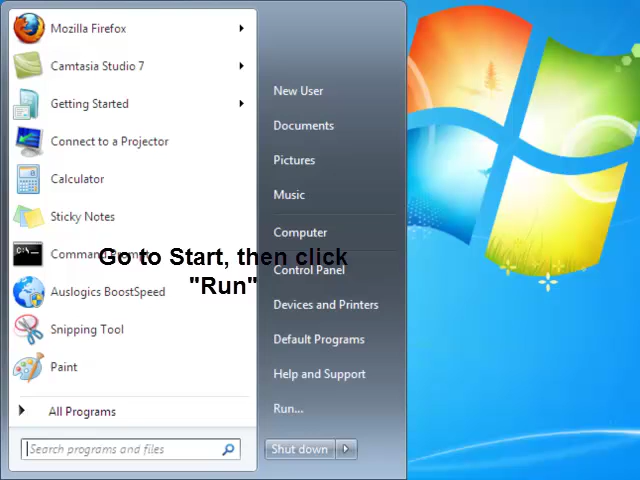 Mozilla Firefox
Camtasia Studio 7
Getting Started
Connect to a Projector
Calculator
Sticky Notes
Command Prompt
Auslogics BoostSpeed
Snipping Tool
Paint
All Programs
Search programs and files
New User
Documents
Pictures
Music
Computer
Control Panel
Devices and Printers
Default Programs
Help and Support
Run...
Shut down
Go to Start, then click
"Run"
C:\